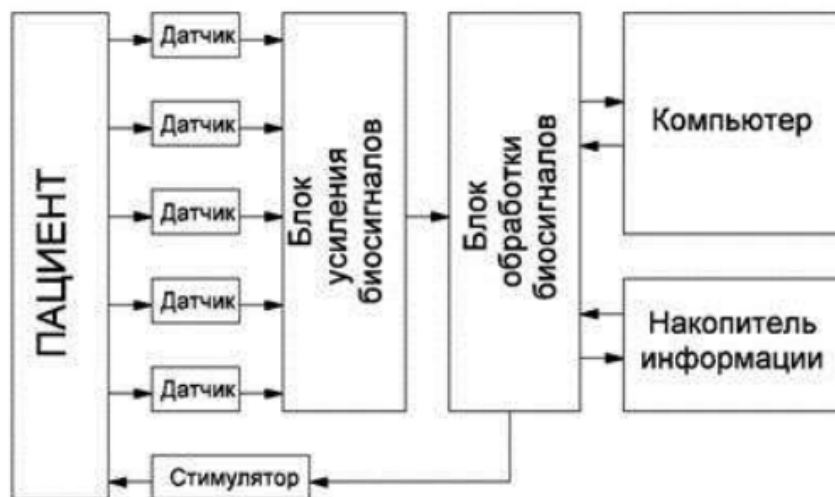 ПАЦИЕНТ
Датчик
Датчик
Датчик
Датчик
Датчик
Стимулятор
Блок
усиления
биосигналов
Блок
обработки
биосигналов
Компьютер
Накопитель
информации